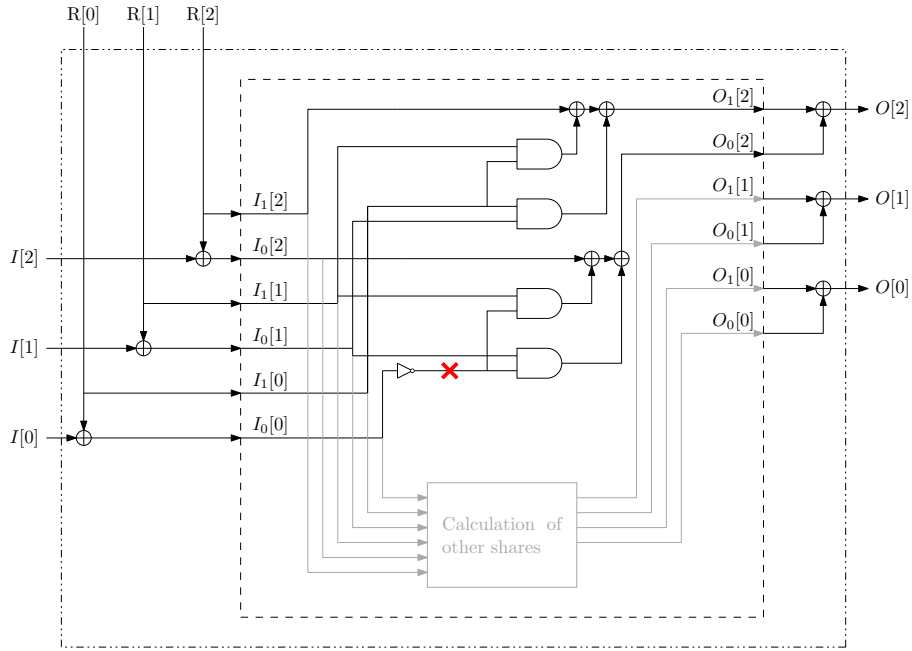 R[0] R[1] R[2]
O₁[2]
O[2]
O₀[2]
O₁[1]
I₁[2]
O[1]
O₀[1]
I₀[2]
I[2]
O₁[0]
I₁[1]
O[0]
O₀[0]
I₀[1]
I[1]
I₁[0]
I₀[0]
I[0]
Calculation of
other shares